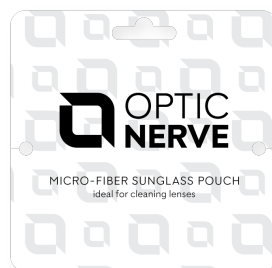 OPTIC
NERVE
MICRO-FIBER SUNGLASS POUCH
ideal for cleaning lenses